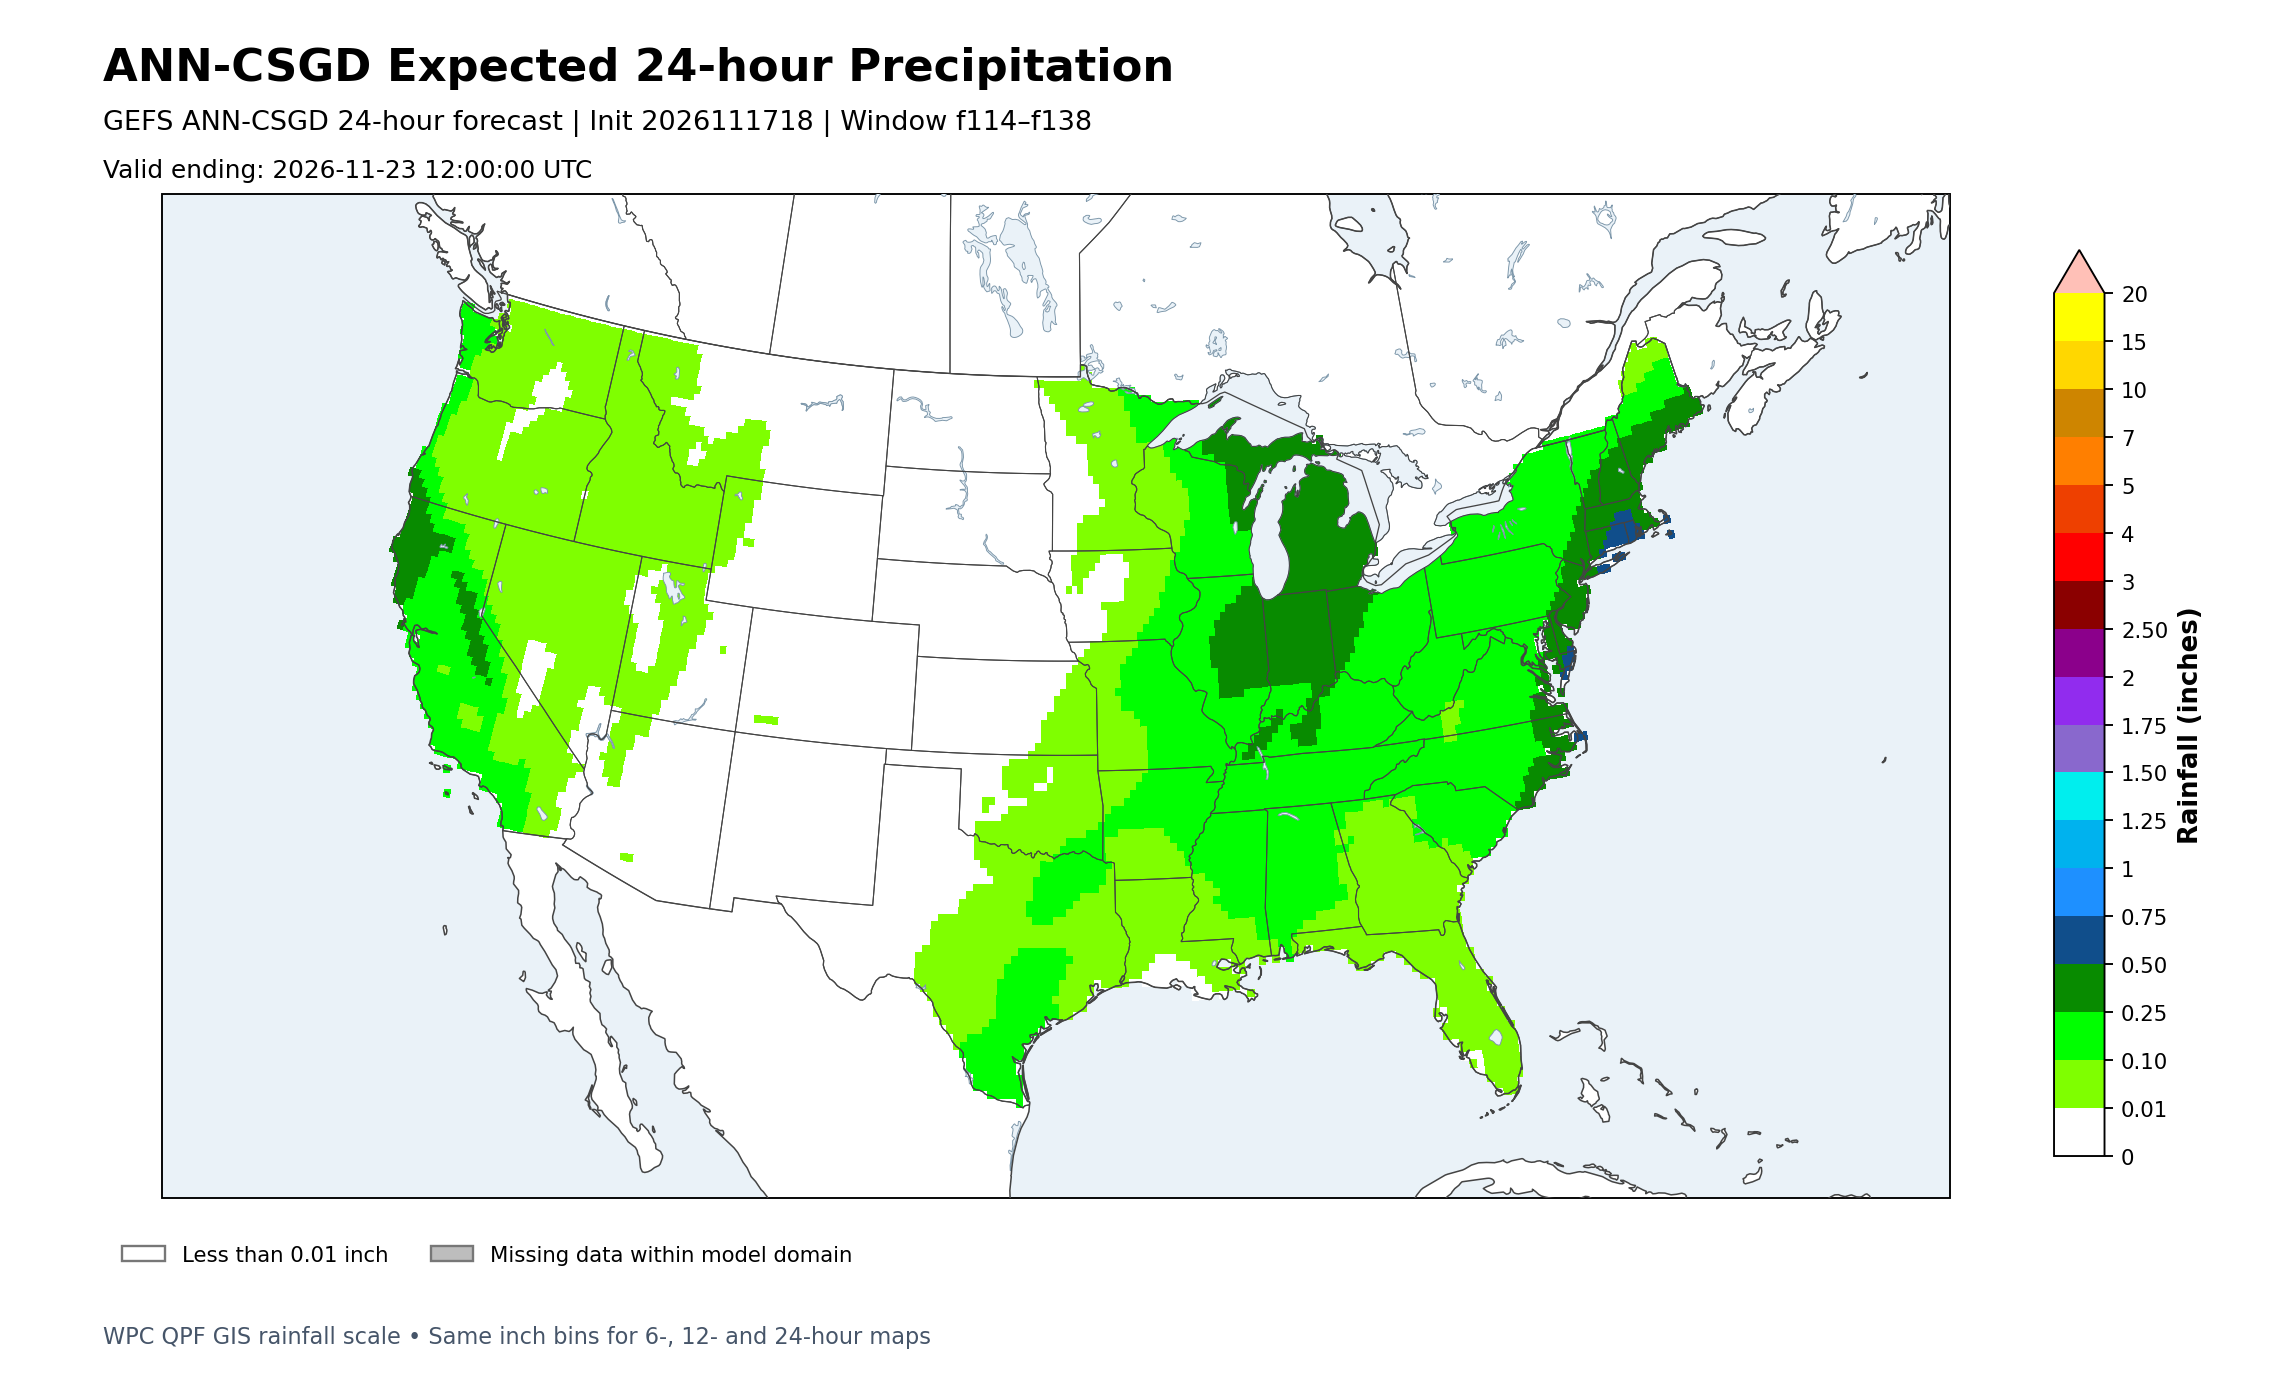 ANN-CSGD Expected 24-hour Precipitation
GEFS ANN-CSGD 24-hour forecast | Init 2026111718 | Window f114–f138
Valid ending: 2026-11-23 12:00:00 UTC
20
15
10
7
5
4
3
2.50
2
1.75
1.50
1.25
1
0.75
0.50
0.25
0.10
0.01
0
Rainfall (inches)
Less than 0.01 inch
Missing data within model domain
WPC QPF GIS rainfall scale • Same inch bins for 6-, 12- and 24-hour maps